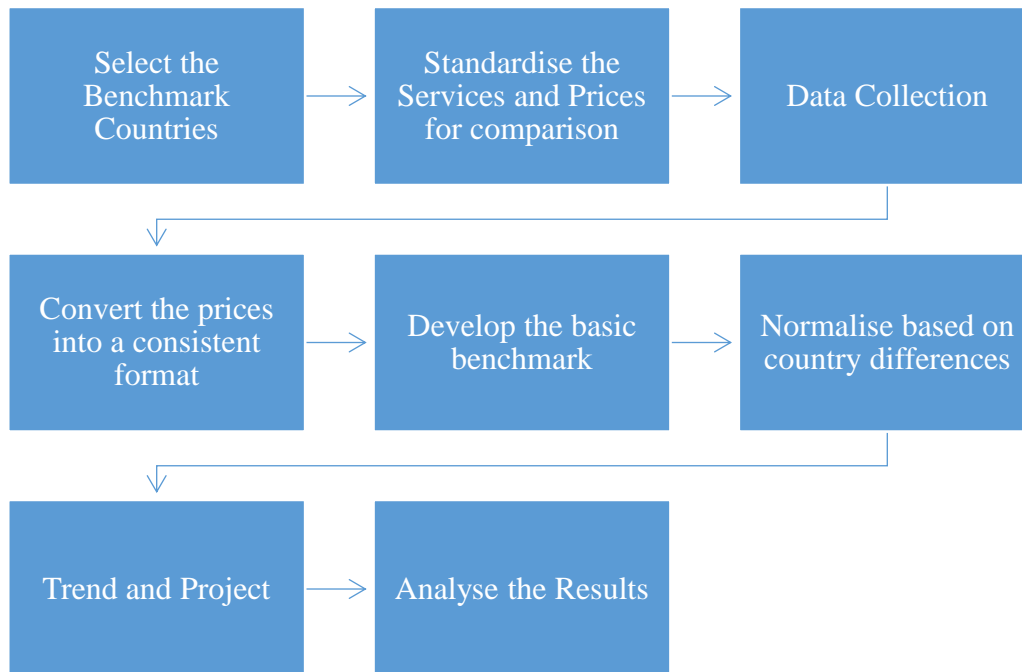 Select the
Benchmark
Countries
Standardise the
Services and Prices
for comparison
Data Collection
Convert the prices
into a consistent
format
Develop the basic
benchmark
Normalise based on
country differences
Trend and Project
Analyse the Results